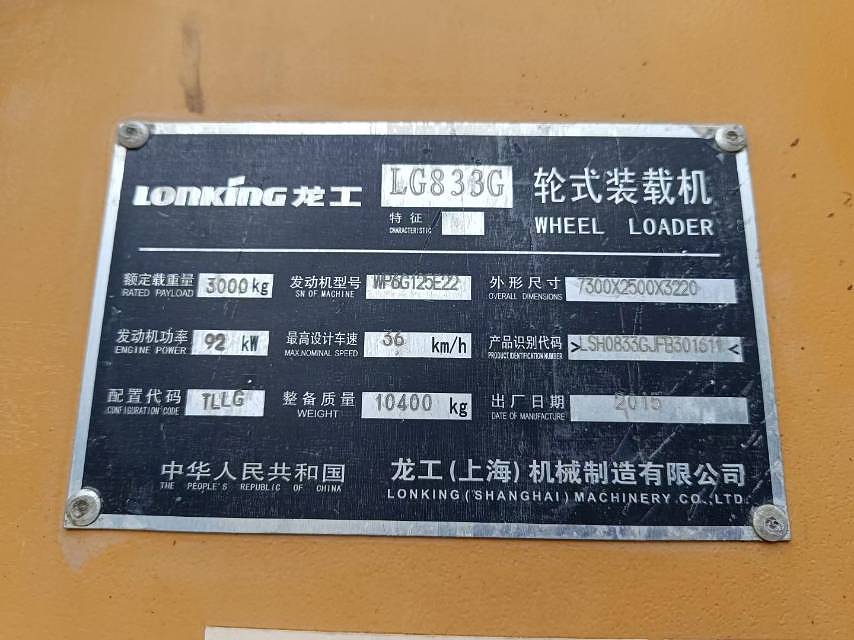 LONKING 龙工 LG833G 轮式装载机
特征 WHEEL LOADER
CHARACTERISTIC
额定载重量 3000kg 发动机型号 WP6G125E22 外形尺寸 7300X2500X3220
RATED PAYLOAD SN OF MACHINE OVERALL DIMENSIONS
发动机功率 92 kW 最高设计车速 36 km/h 产品识别代码 >LSH0833GJFB301611<
ENGINE POWER MAX.NOMINAL SPEED PRODUCT IDENTIFICATION NUMBER
配置代码 TLLG 整备质量 10400 kg 出厂日期 2015
CONFIGURATION CODE WEIGHT DATE OF MANUFACTURE
中华人民共和国 龙工(上海)机械制造有限公司
THE PEOPLE'S REPUBLIC OF CHINA LONKING(SHANGHAI)MACHINERY CO.,LTD.